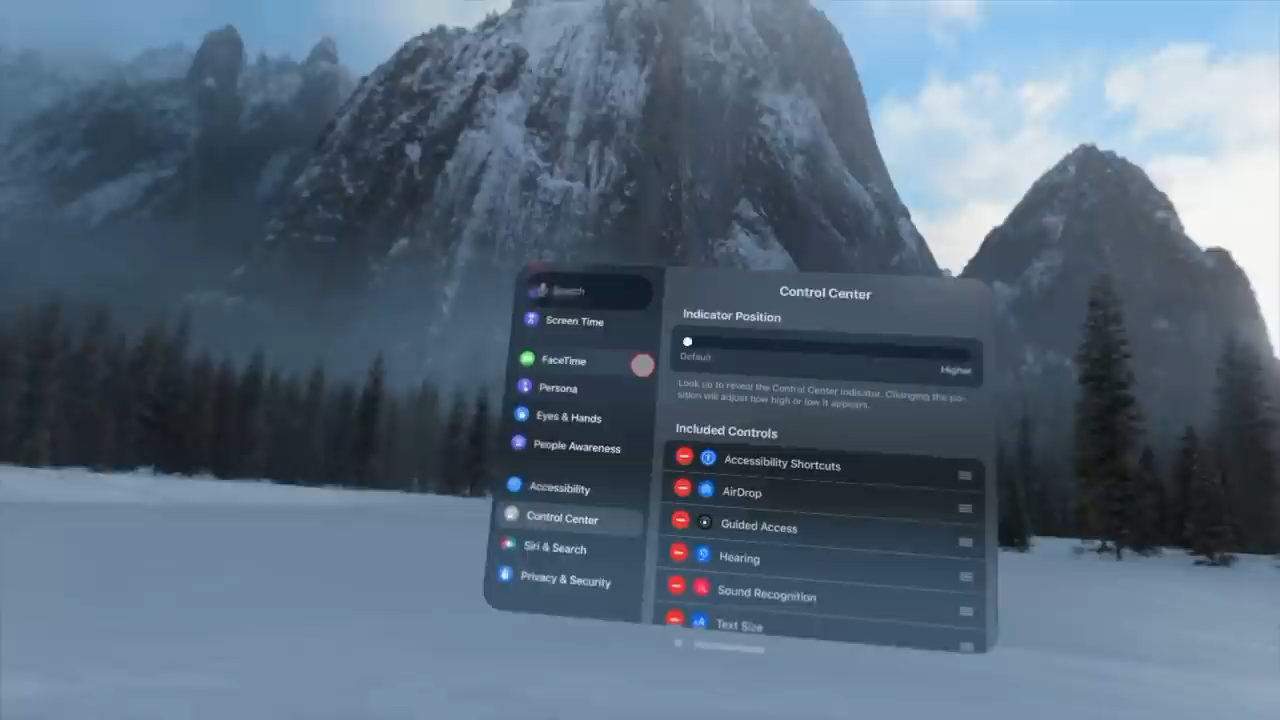 Search
Screen Time
FaceTime
Persona
Eyes & Hands
People Awareness
Accessibility
Control Center
Siri & Search
Privacy & Security
Control Center
Indicator Position
Default
Higher
Look up to reveal the Control Center indicator. Changing the po-
sition will adjust how high or low it appears.
Included Controls
Accessibility Shortcuts
AirDrop
Guided Access
Hearing
Sound Recognition
Text Size